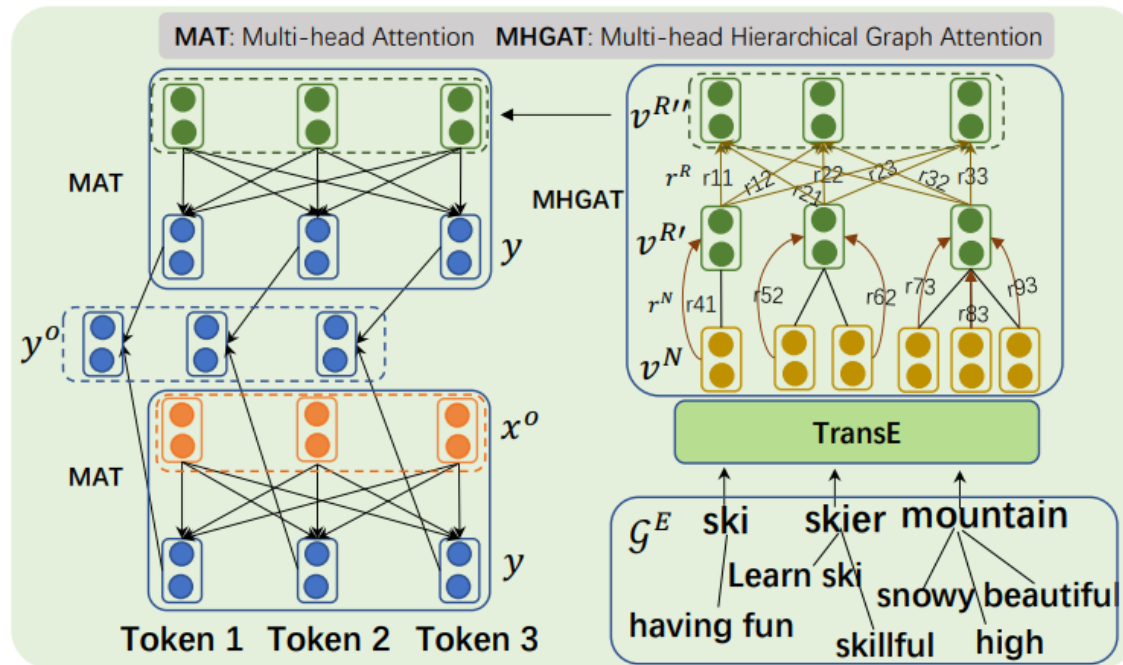 MAT: Multi-head Attention MHGAT: Multi-head Hierarchical Graph Attention
MAT
y
y^o
x^o
MAT
y
Token 1 Token 2 Token 3
v^{R''}
r^R r11 r12 r21 r22 r23 r32 r33
MHGAT
v^{R'}
r^N r41 r52 r62 r73 r83 r93
v^N
TransE
𝒢^E ski skier mountain
Learn ski
snowy beautiful
having fun
skillful high